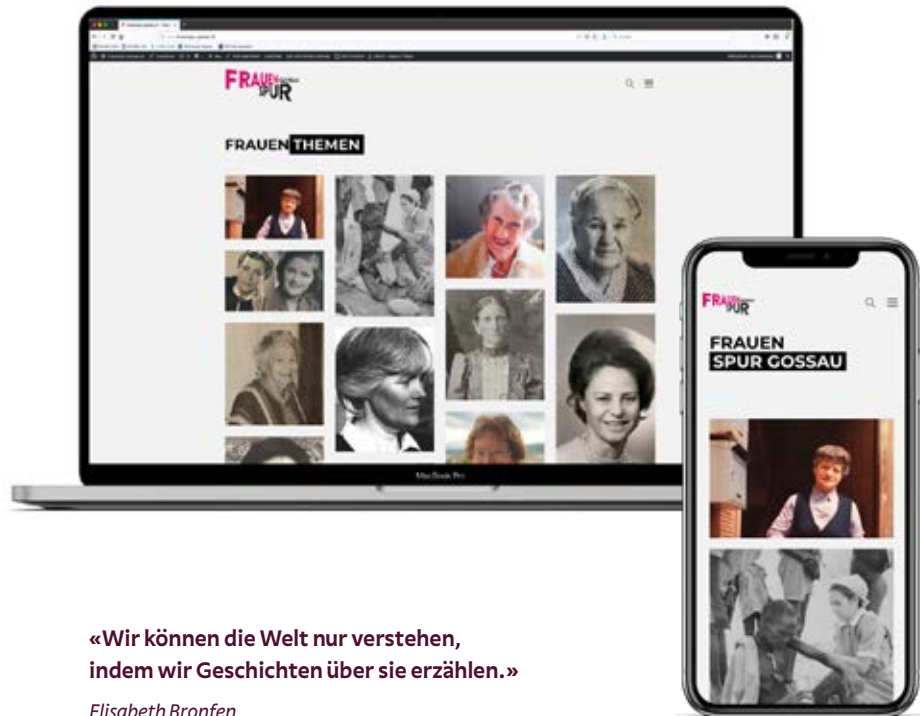 FRAUEN
SPUR
FRAUEN THEMEN
MacBook Pro
FRAUEN
SPUR
FRAUEN
SPUR GOSSAU
«Wir können die Welt nur verstehen,
indem wir Geschichten über sie erzählen.»
Elisabeth Bronfen